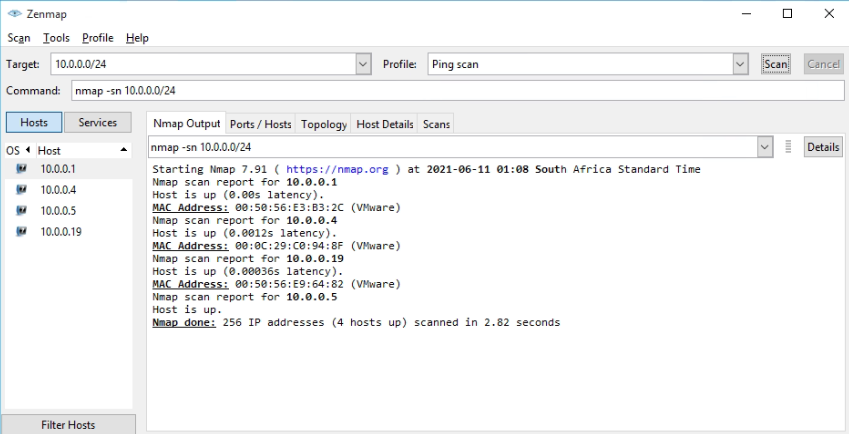 Zenmap
Scan Tools Profile Help
Target: 10.0.0.0/24 Profile: Ping scan Scan Cancel
Command: nmap -sn 10.0.0.0/24
Hosts Services
Nmap Output Ports / Hosts Topology Host Details Scans
OS Host
nmap -sn 10.0.0.0/24 Details
10.0.0.1
10.0.0.4
10.0.0.5
10.0.0.19
Starting Nmap 7.91 ( https://nmap.org ) at 2021-06-11 01:08 South Africa Standard Time
Nmap scan report for 10.0.0.1
Host is up (0.00s latency).
MAC Address: 00:50:56:E3:B3:2C (VMware)
Nmap scan report for 10.0.0.4
Host is up (0.0012s latency).
MAC Address: 00:0C:29:C0:94:8F (VMware)
Nmap scan report for 10.0.0.19
Host is up (0.00036s latency).
MAC Address: 00:50:56:E9:64:82 (VMware)
Nmap scan report for 10.0.0.5
Host is up.
Nmap done: 256 IP addresses (4 hosts up) scanned in 2.82 seconds
Filter Hosts